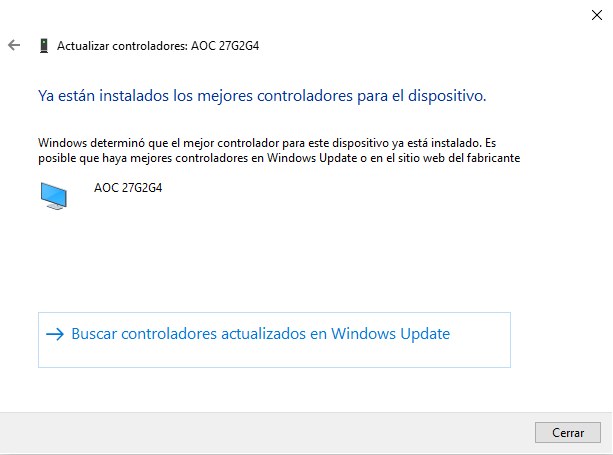 Actualizar controladores: AOC 27G2G4
Ya están instalados los mejores controladores para el dispositivo.
Windows determinó que el mejor controlador para este dispositivo ya está instalado. Es
posible que haya mejores controladores en Windows Update o en el sitio web del fabricante
AOC 27G2G4
Buscar controladores actualizados en Windows Update
Cerrar